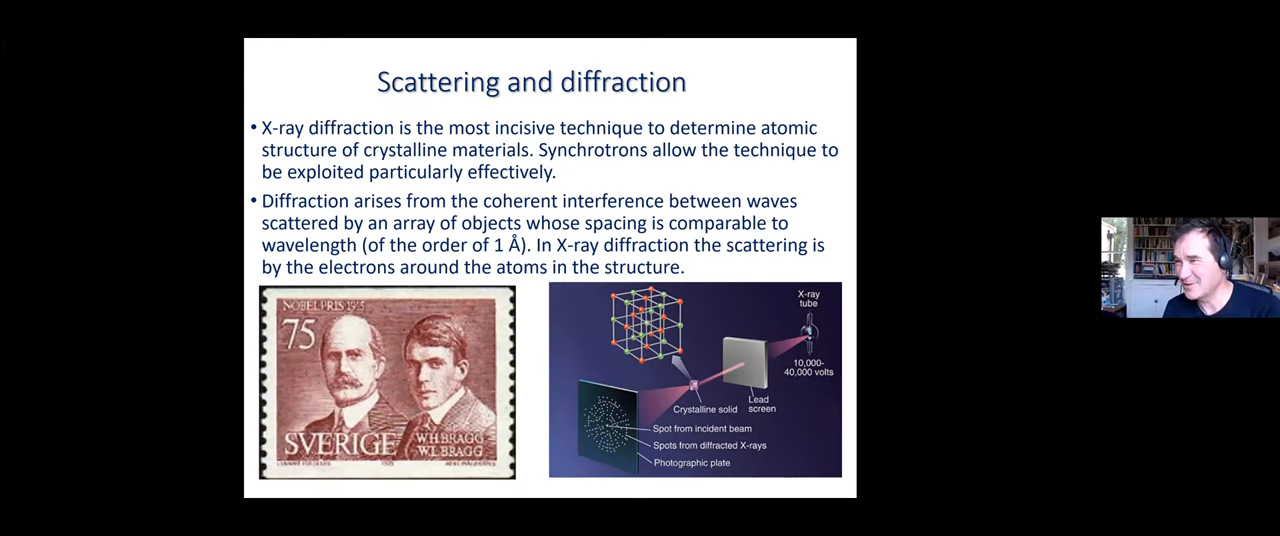 Scattering and diffraction
• X-ray diffraction is the most incisive technique to determine atomic
structure of crystalline materials. Synchrotrons allow the technique to
be exploited particularly effectively.
• Diffraction arises from the coherent interference between waves
scattered by an array of objects whose spacing is comparable to
wavelength (of the order of 1 Å). In X-ray diffraction the scattering is
by the electrons around the atoms in the structure.
NOBELPRIS 1915
75
SVERIGE
W.H.BRAGG
W.L.BRAGG
X-ray
tube
10,000-
40,000 volts
Lead
screen
Crystalline solid
Spot from incident beam
Spots from diffracted X-rays
Photographic plate